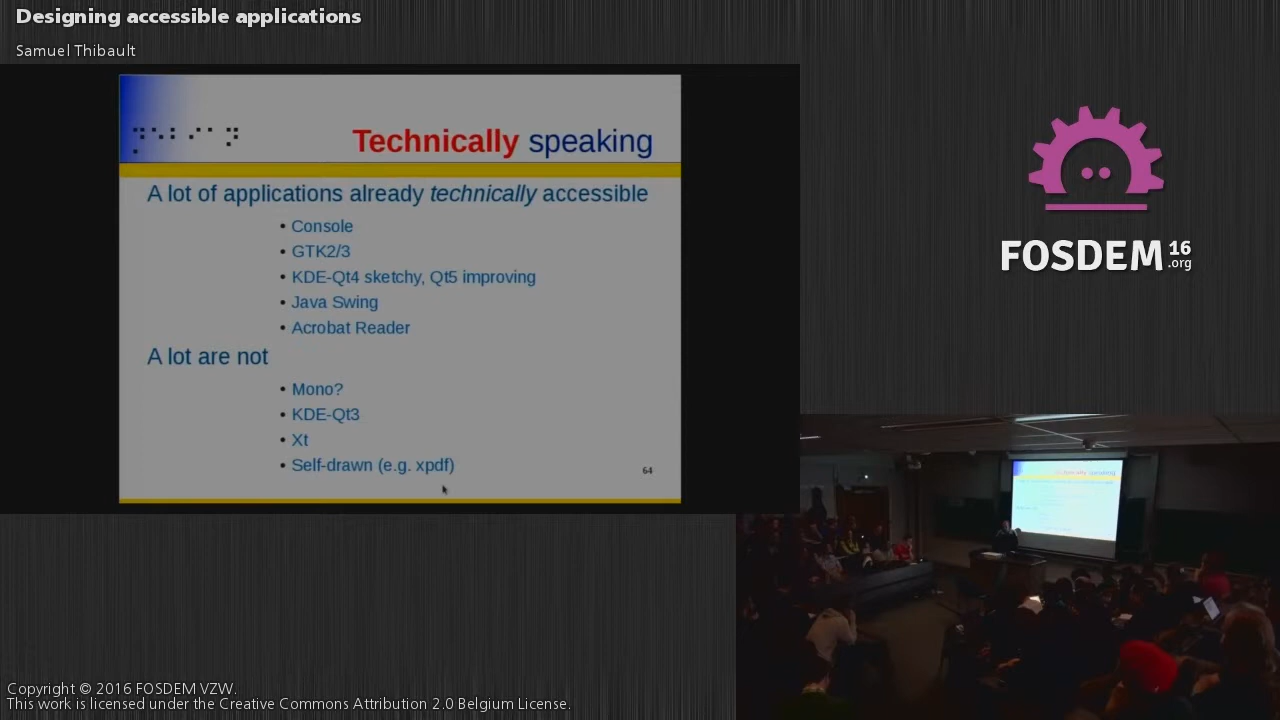 Designing accessible applications
Samuel Thibault
Technically speaking
A lot of applications already technically accessible
• Console
• GTK2/3
• KDE-Qt4 sketchy, Qt5 improving
• Java Swing
• Acrobat Reader
A lot are not
• Mono?
• KDE-Qt3
• Xt
• Self-drawn (e.g. xpdf)
64
FOSDEM 16 .org
Technically speaking
Copyright © 2016 FOSDEM VZW.
This work is licensed under the Creative Commons Attribution 2.0 Belgium License.